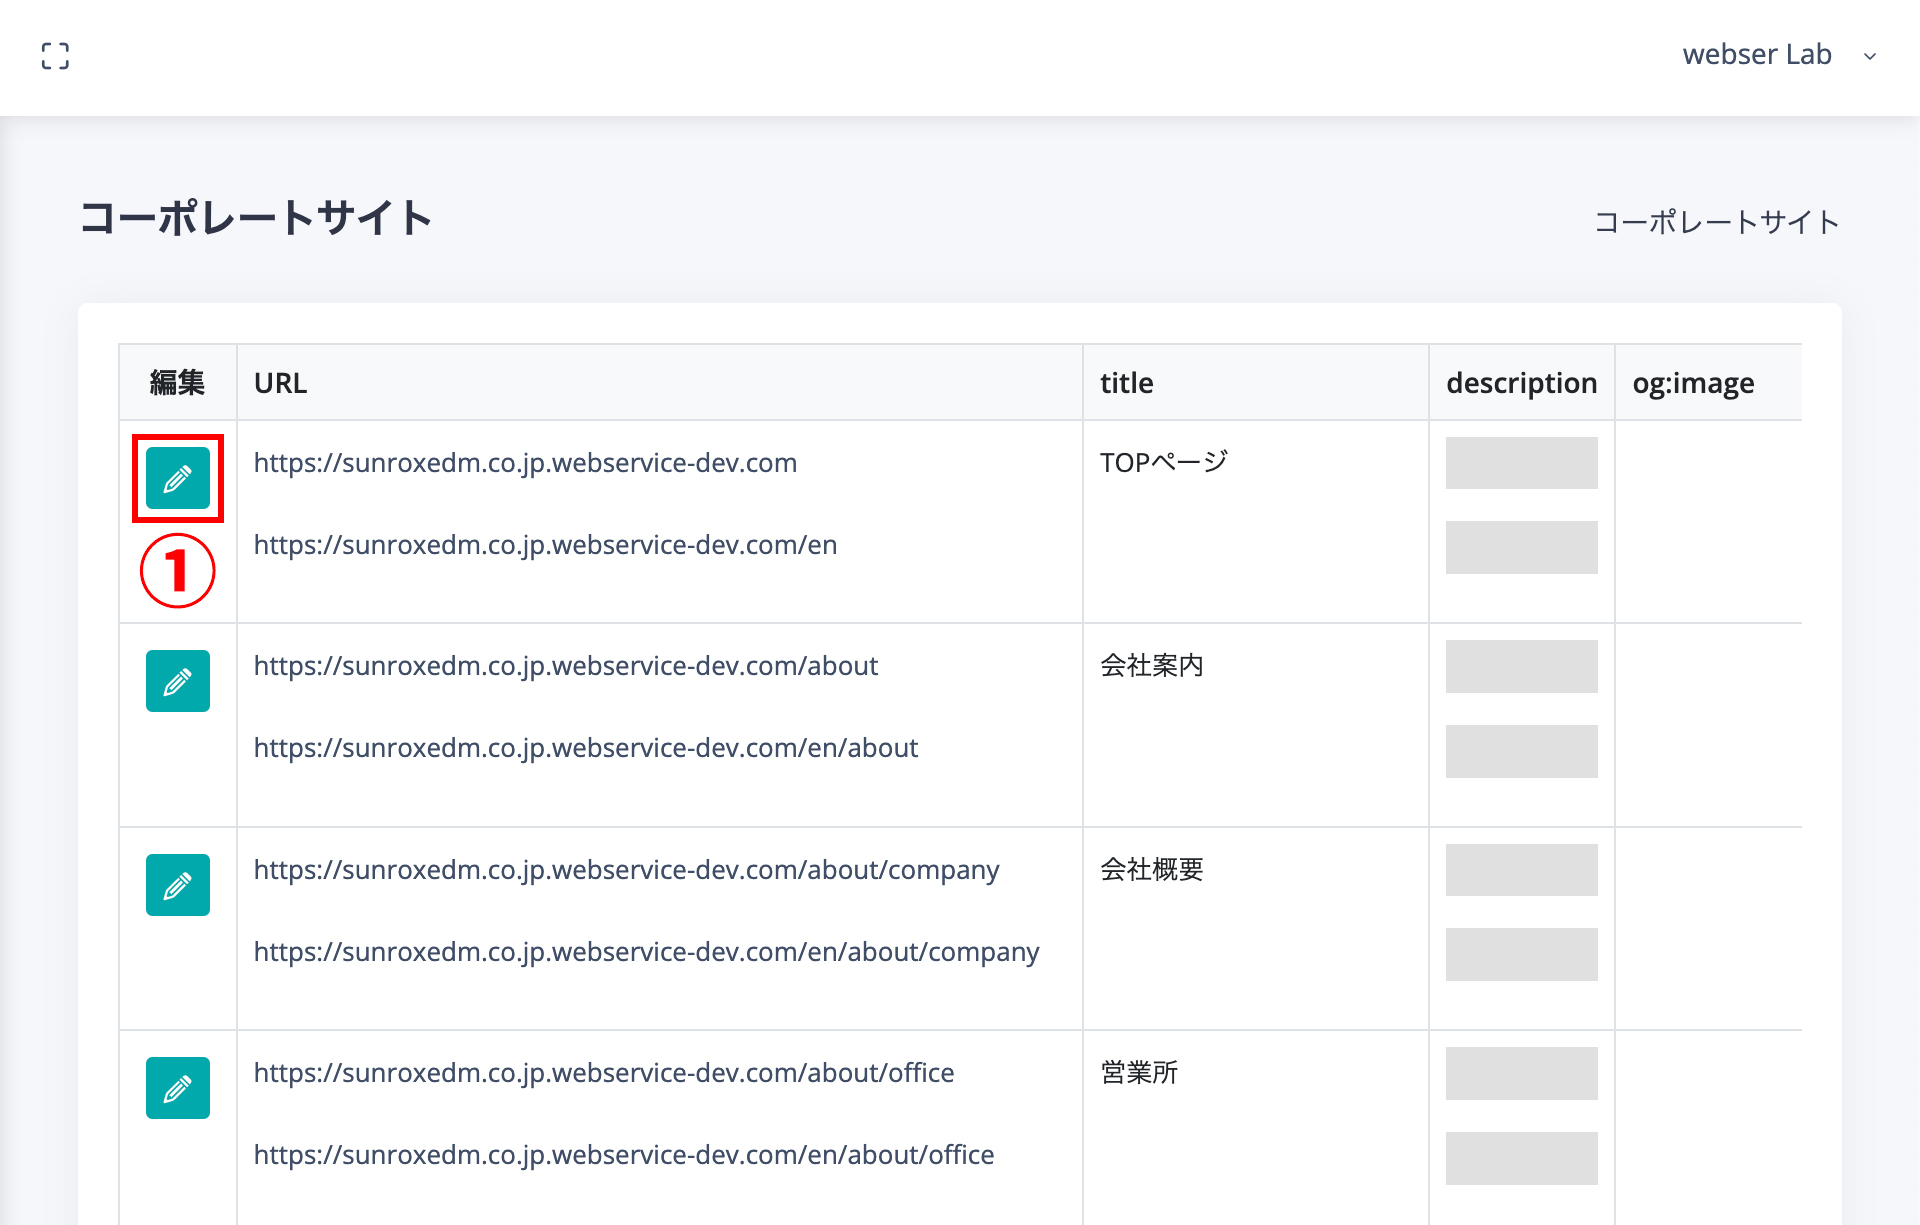 webser Lab
コーポレートサイト
コーポレートサイト
編集 URL title description og:image
https://sunroxedm.co.jp.webservice-dev.com TOPページ
https://sunroxedm.co.jp.webservice-dev.com/en
①
https://sunroxedm.co.jp.webservice-dev.com/about 会社案内
https://sunroxedm.co.jp.webservice-dev.com/en/about
https://sunroxedm.co.jp.webservice-dev.com/about/company 会社概要
https://sunroxedm.co.jp.webservice-dev.com/en/about/company
https://sunroxedm.co.jp.webservice-dev.com/about/office 営業所
https://sunroxedm.co.jp.webservice-dev.com/en/about/office